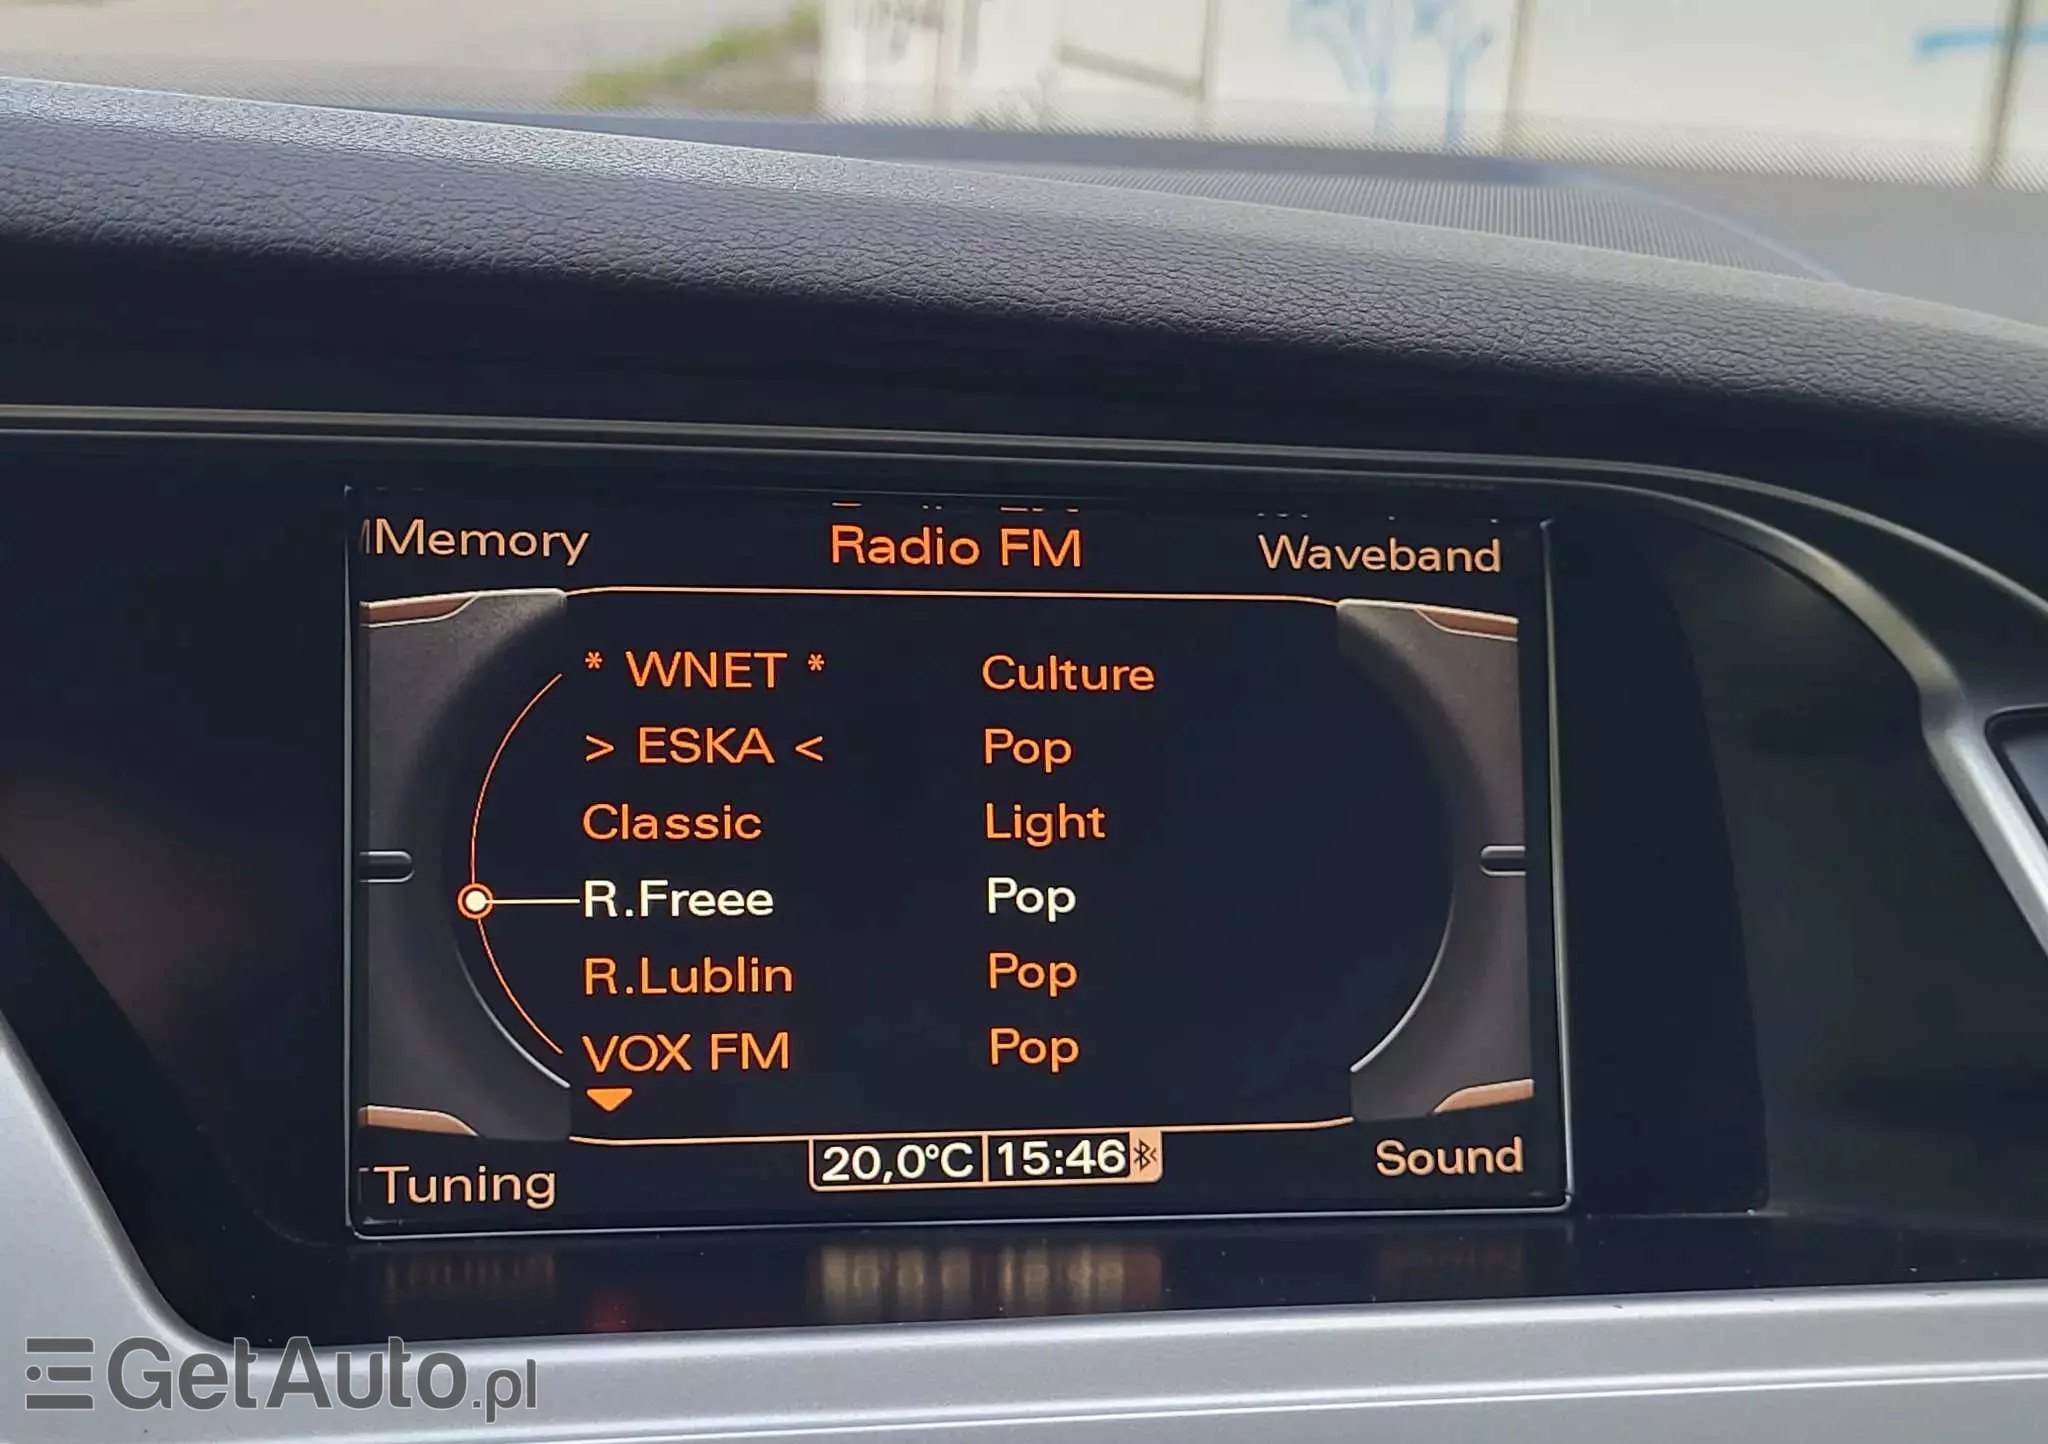 Memory Radio FM Waveband
* WNET * Culture
> ESKA < Pop
Classic Light
R.Freee Pop
R.Lublin Pop
VOX FM Pop
Tuning 20,0°C 15:46 Sound
GetAuto.pl